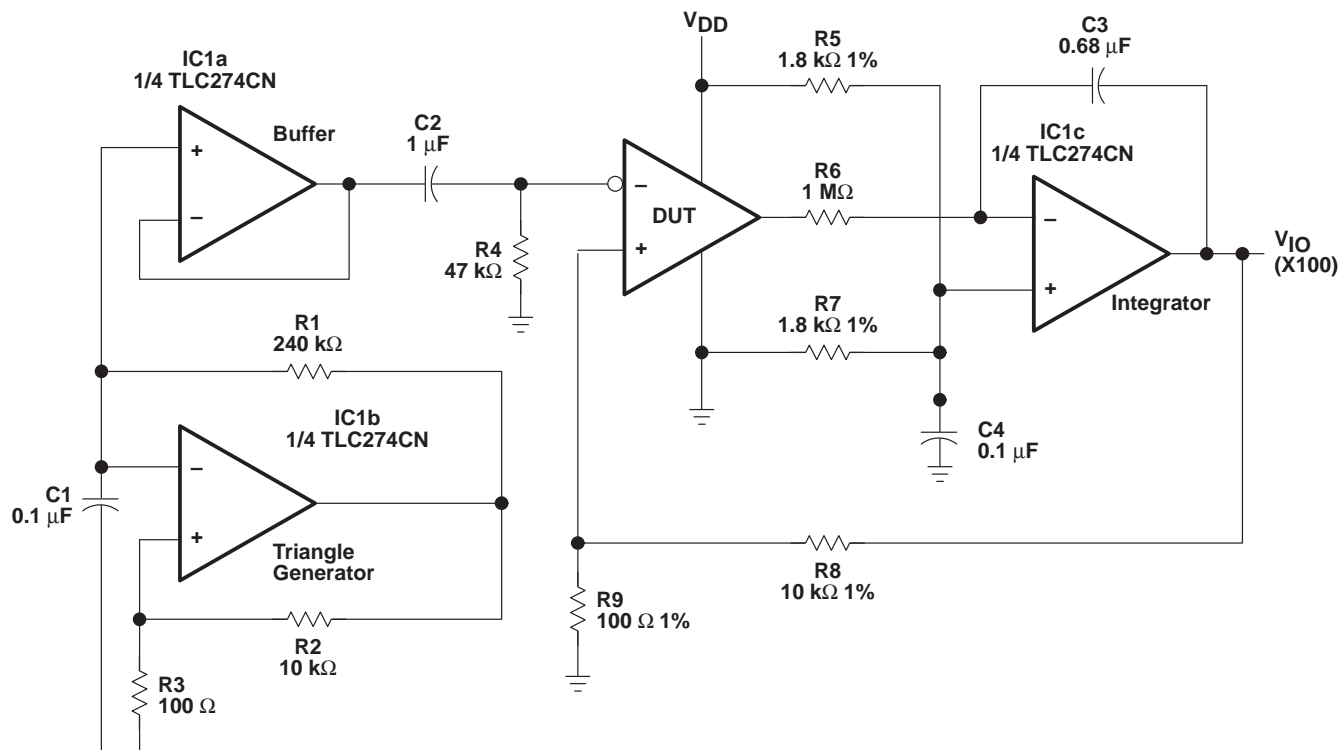 IC1a
1/4 TLC274CN
Buffer
+
−
C2
1 μF
R4
47 kΩ
R1
240 kΩ
IC1b
1/4 TLC274CN
−
+
Triangle
Generator
C1
0.1 μF
R2
10 kΩ
R3
100 Ω
VDD
−
DUT
+
R5
1.8 kΩ 1%
R6
1 MΩ
R7
1.8 kΩ 1%
C3
0.68 μF
IC1c
1/4 TLC274CN
−
+
Integrator
VIO
(X100)
C4
0.1 μF
R8
10 kΩ 1%
R9
100 Ω 1%